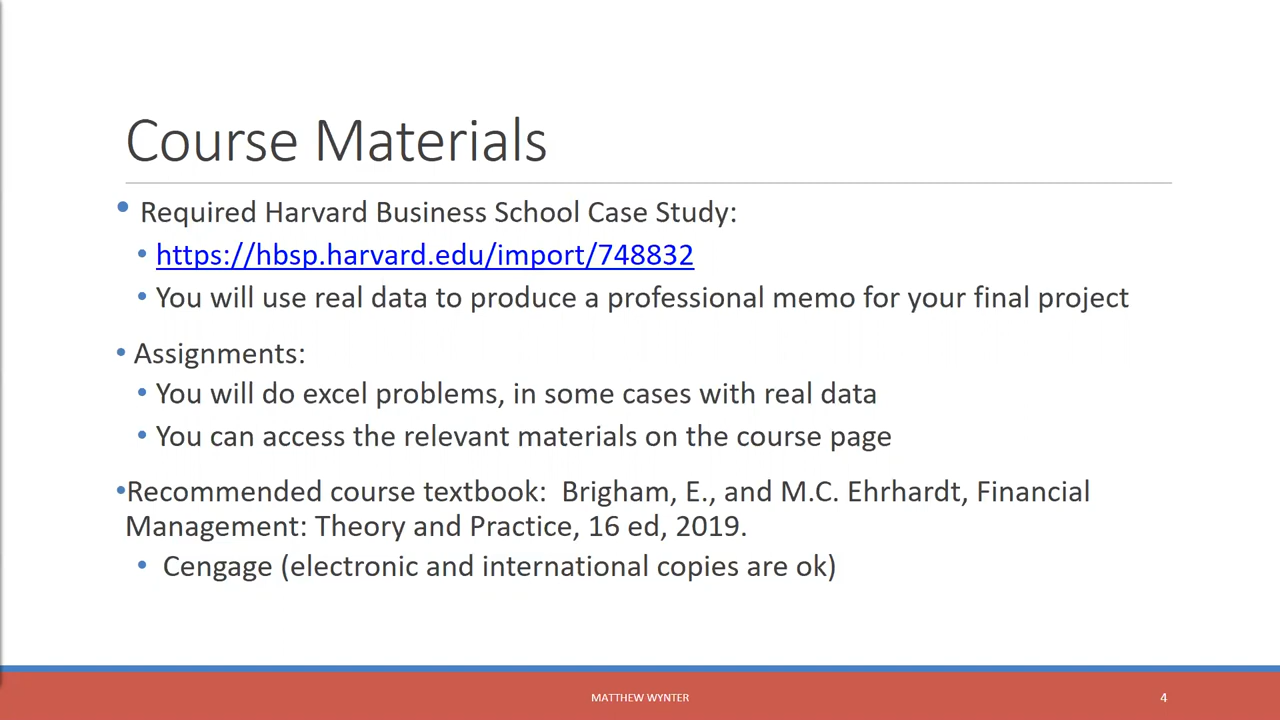 Course Materials
• Required Harvard Business School Case Study:
• https://hbsp.harvard.edu/import/748832
• You will use real data to produce a professional memo for your final project
• Assignments:
• You will do excel problems, in some cases with real data
• You can access the relevant materials on the course page
•Recommended course textbook:  Brigham, E., and M.C. Ehrhardt, Financial
Management: Theory and Practice, 16 ed, 2019.
• Cengage (electronic and international copies are ok)
MATTHEW WYNTER
4